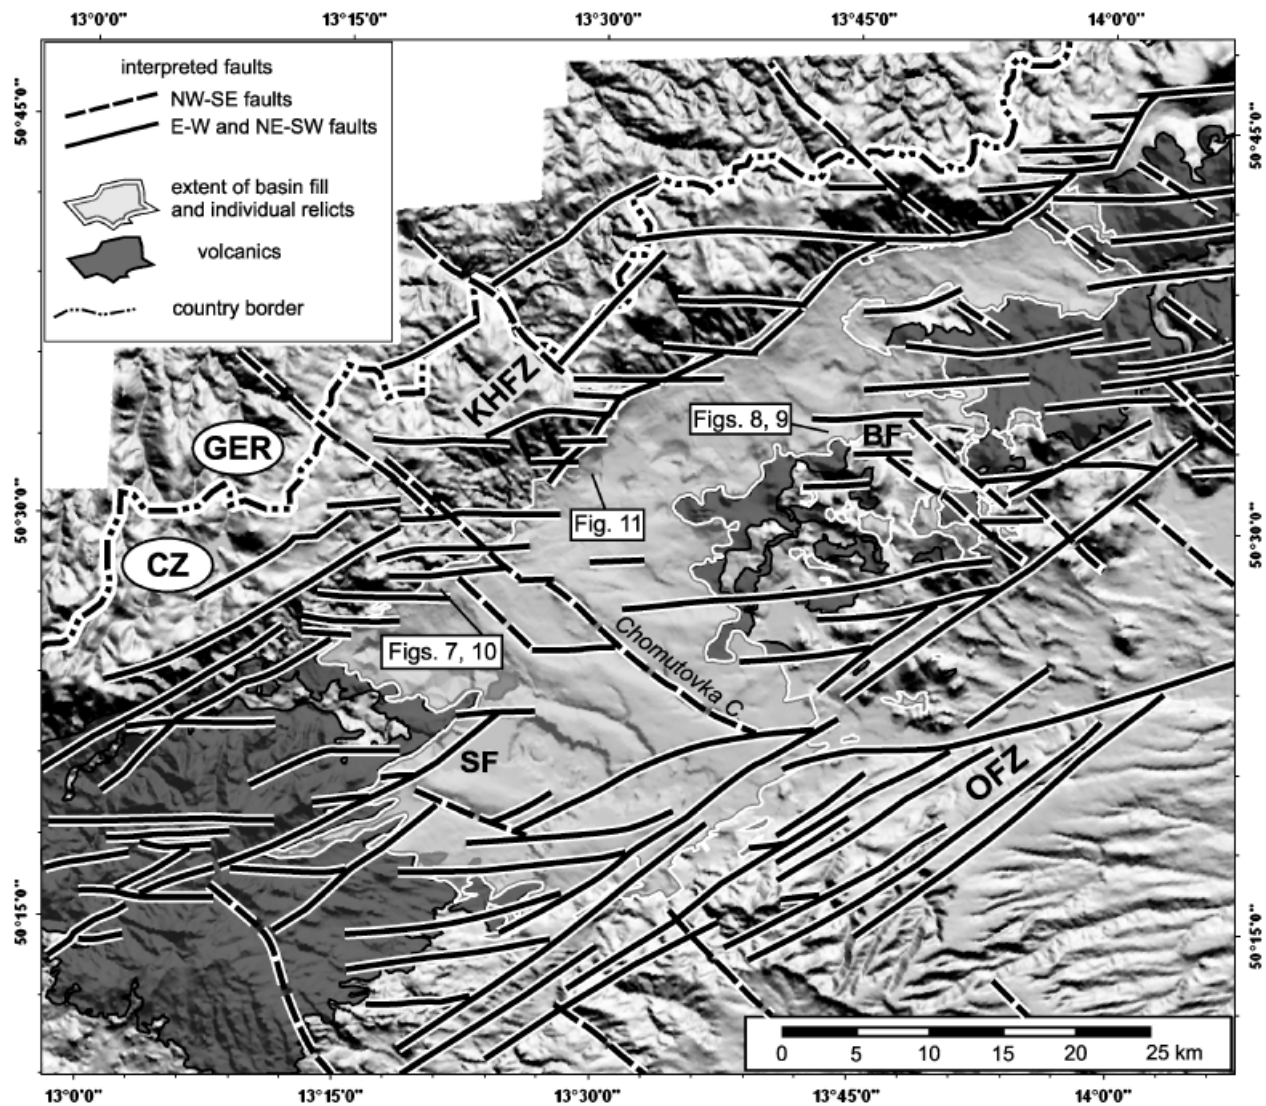 13°0'0" 13°15'0" 13°30'0" 13°45'0" 14°0'0"
interpreted faults
NW-SE faults
E-W and NE-SW faults
extent of basin fill
and individual relicts
volcanics
country border
50°45'0"
50°45'0"
KHFZ
Figs. 8, 9
BF
GER
50°30'0"
Fig. 11
50°30'0"
CZ
Chomutovka C
Figs. 7, 10
SF
OFZ
50°15'0"
50°15'0"
0 5 10 15 20 25 km
13°0'0" 13°15'0" 13°30'0" 13°45'0" 14°0'0"